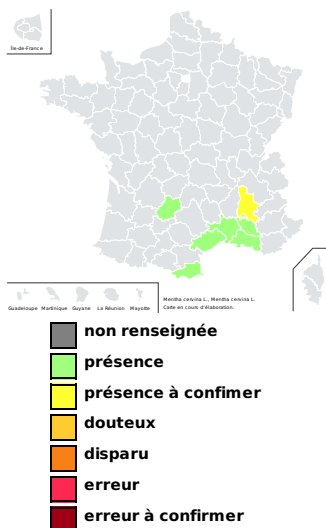 Île-de-France
Guadeloupe Martinique Guyane La Réunion Mayotte
Mentha cervina L., Mentha cervina L.
Carte en cours d'élaboration.
non renseignée
présence
présence à confimer
douteux
disparu
erreur
erreur à confirmer